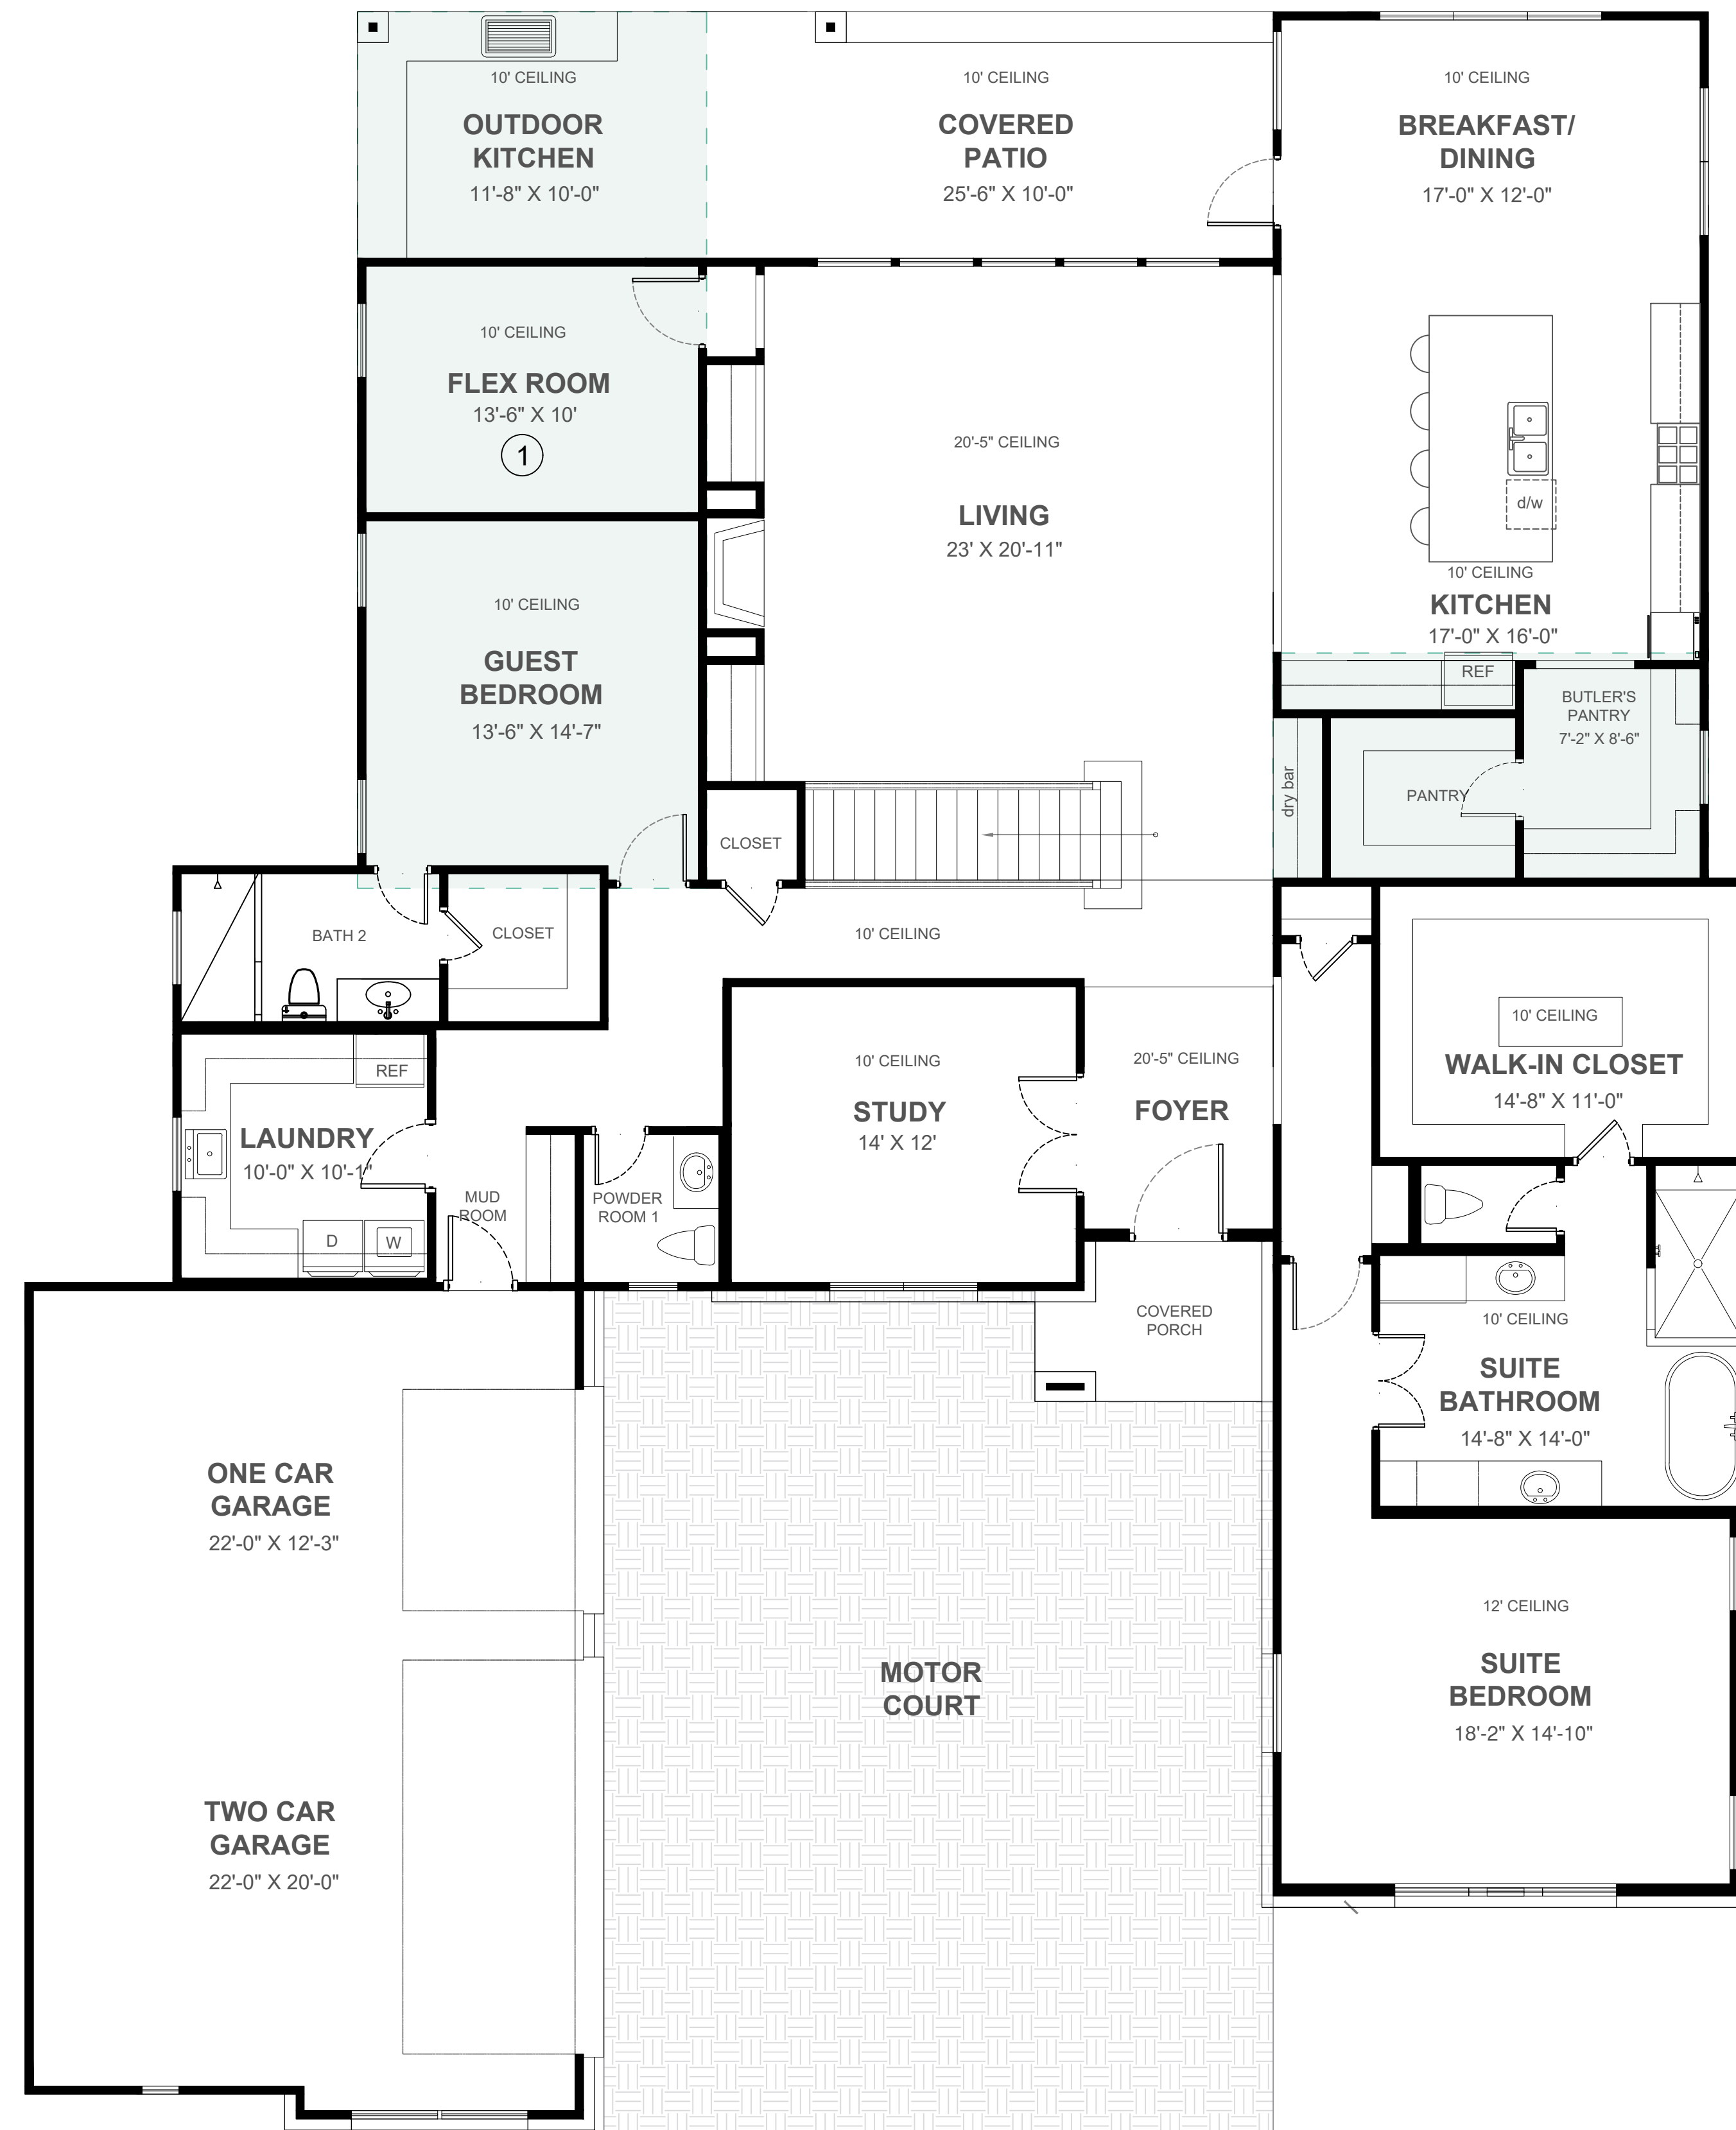 10' CEILING
OUTDOOR
KITCHEN
11'-8" X 10'-0"
10' CEILING
COVERED
PATIO
25'-6" X 10'-0"
10' CEILING
BREAKFAST/
DINING
17'-0" X 12'-0"
10' CEILING
FLEX ROOM
13'-6" X 10'
1
20'-5" CEILING
LIVING
23' X 20'-11"
d/w
10' CEILING
KITCHEN
17'-0" X 16'-0"
10' CEILING
GUEST
BEDROOM
13'-6" X 14'-7"
REF
BUTLER'S
PANTRY
7'-2" X 8'-6"
dry bar
PANTRY
CLOSET
BATH 2
CLOSET
10' CEILING
10' CEILING
WALK-IN CLOSET
14'-8" X 11'-0"
REF
LAUNDRY
10'-0" X 10'-1"
D
W
MUD
ROOM
POWDER
ROOM 1
10' CEILING
STUDY
14' X 12'
20'-5" CEILING
FOYER
COVERED
PORCH
10' CEILING
SUITE
BATHROOM
14'-8" X 14'-0"
ONE CAR
GARAGE
22'-0" X 12'-3"
MOTOR
COURT
12' CEILING
SUITE
BEDROOM
18'-2" X 14'-10"
TWO CAR
GARAGE
22'-0" X 20'-0"